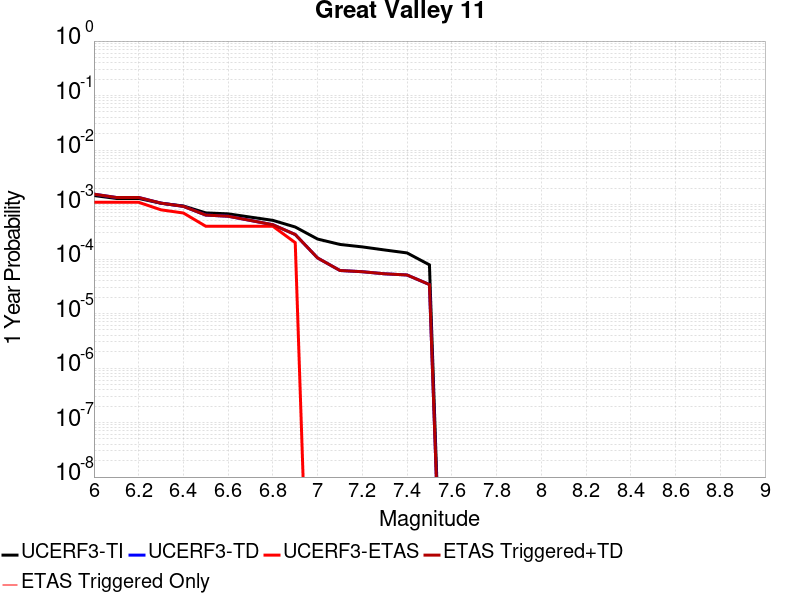 Great Valley 11
10^0
10^-1
10^-2
10^-3
10^-4
10^-5
10^-6
10^-7
10^-8
1 Year Probability
6 6.2 6.4 6.6 6.8 7 7.2 7.4 7.6 7.8 8 8.2 8.4 8.6 8.8 9
Magnitude
UCERF3-TI UCERF3-TD UCERF3-ETAS ETAS Triggered+TD
ETAS Triggered Only